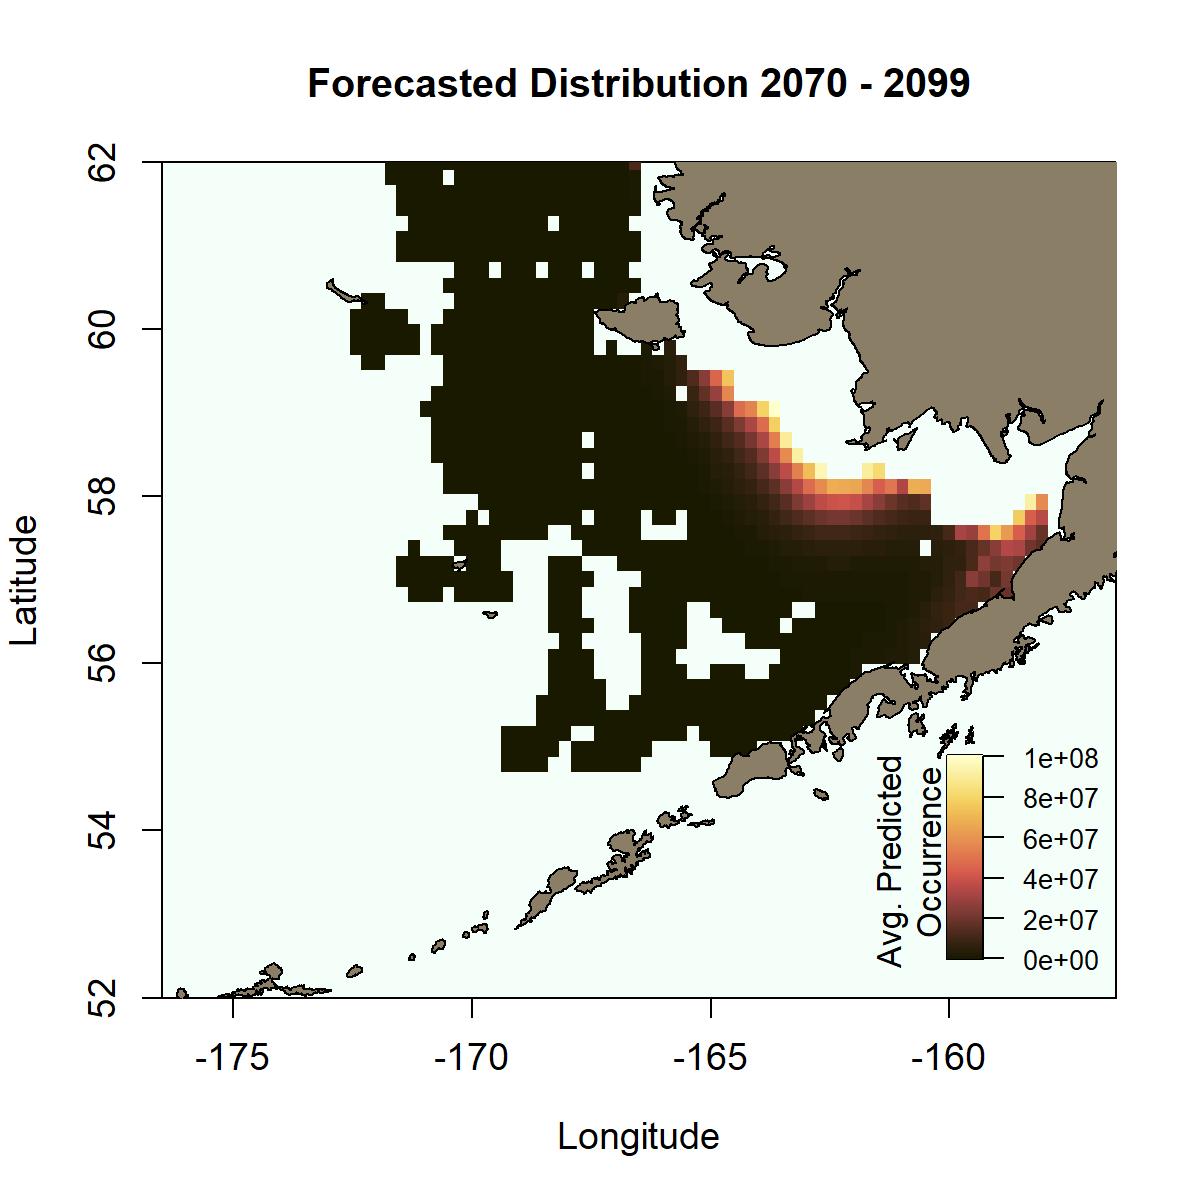 Forecasted Distribution 2070 - 2099
62
60
58
56
54
52
Latitude
-175
-170
-165
-160
Longitude
Avg. Predicted
Occurrence
1e+08
8e+07
6e+07
4e+07
2e+07
0e+00